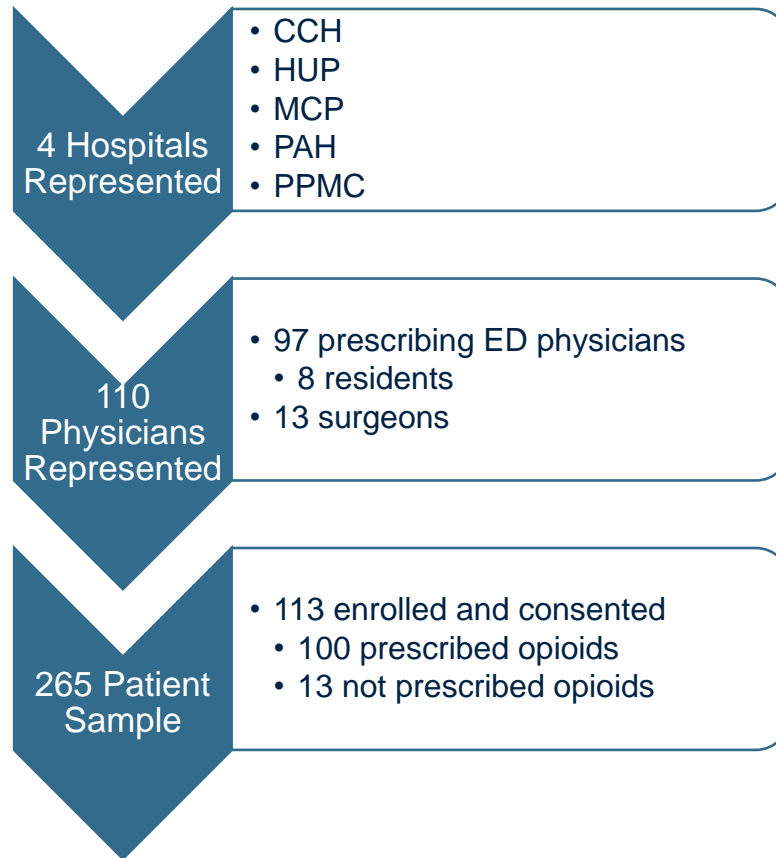 4 Hospitals
Represented
• CCH
• HUP
• MCP
• PAH
• PPMC
110
Physicians
Represented
• 97 prescribing ED physicians
• 8 residents
• 13 surgeons
265 Patient
Sample
• 113 enrolled and consented
• 100 prescribed opioids
• 13 not prescribed opioids